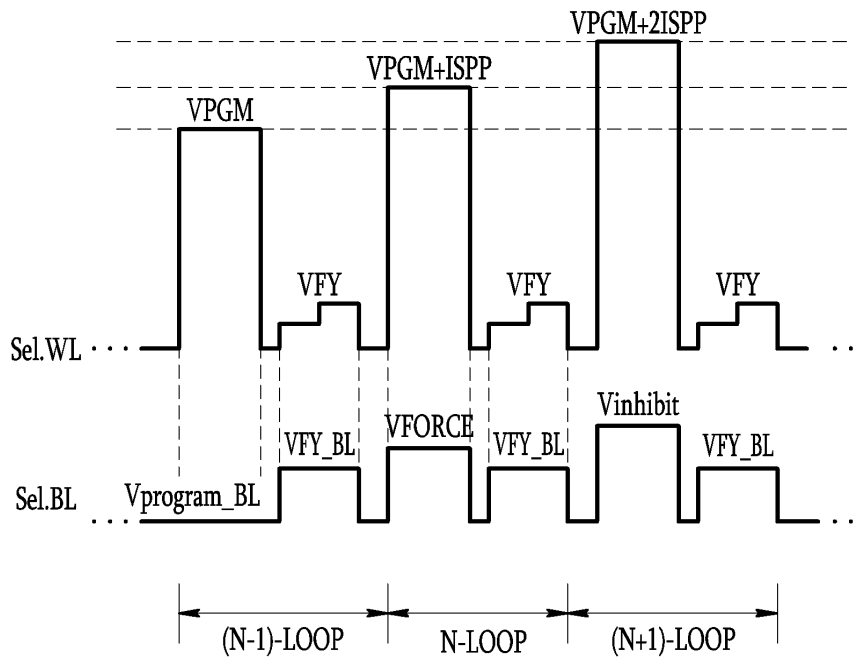 VPGM+2ISPP
VPGM+ISPP
VPGM
VFY VFY VFY
Sel.WL
Vinhibit
VFORCE
VFY_BL VFY_BL VFY_BL
Vprogram_BL
Sel.BL
(N-1)-LOOP N-LOOP (N+1)-LOOP